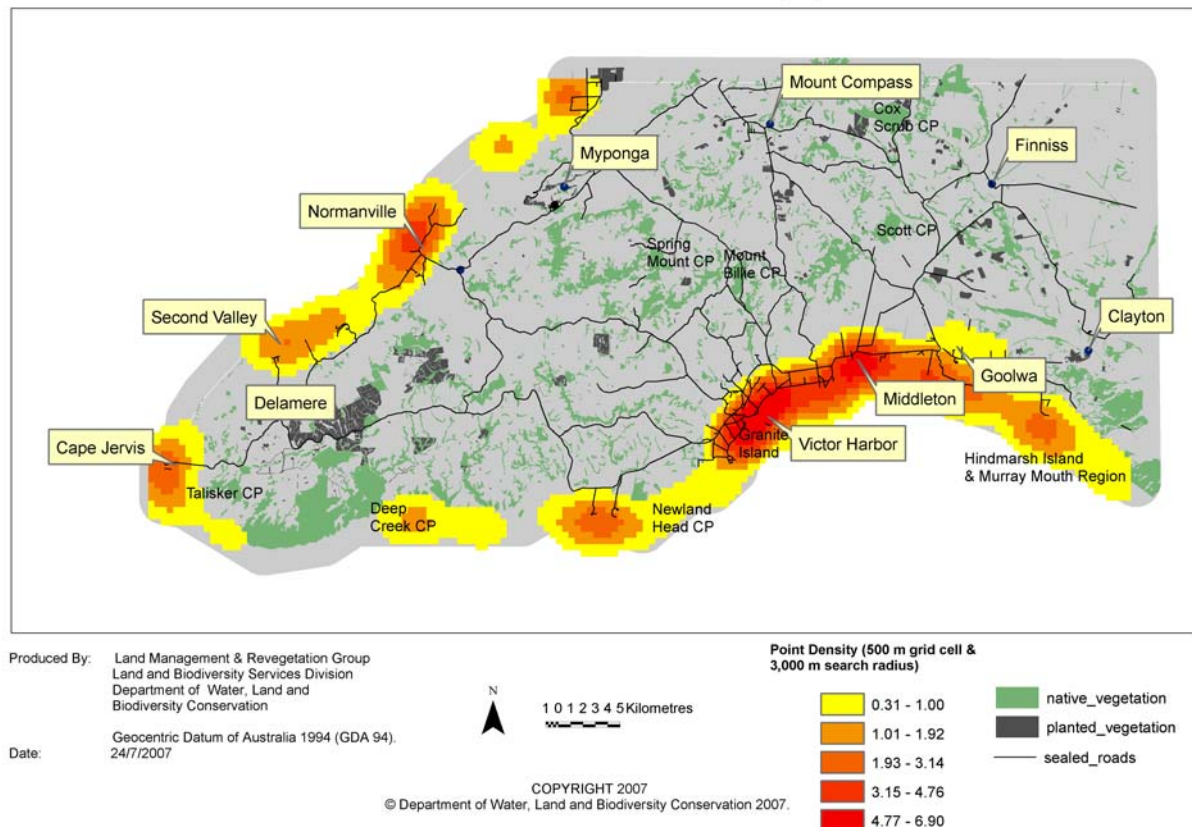 Mount Compass
Cox
Scrub CP
Myponga
Finniss
Normanville
Scott CP
Spring
Mount CP
Mount
Billie CP
Second Valley
Clayton
Goolwa
Delamere
Middleton
Cape Jervis
Granite
Island
Victor Harbor
Hindmarsh Island
& Murray Mouth Region
Talisker CP
Deep
Creek CP
Newland
Head CP
Produced By: Land Management & Revegetation Group
Land and Biodiversity Services Division
Department of Water, Land and
Biodiversity Conservation
Geocentric Datum of Australia 1994 (GDA 94).
Date: 24/7/2007
N
1 0 1 2 3 4 5 Kilometres
COPYRIGHT 2007
© Department of Water, Land and Biodiversity Conservation 2007.
Point Density (500 m grid cell &
3,000 m search radius)
0.31 - 1.00
1.01 - 1.92
1.93 - 3.14
3.15 - 4.76
4.77 - 6.90
native_vegetation
planted_vegetation
sealed_roads